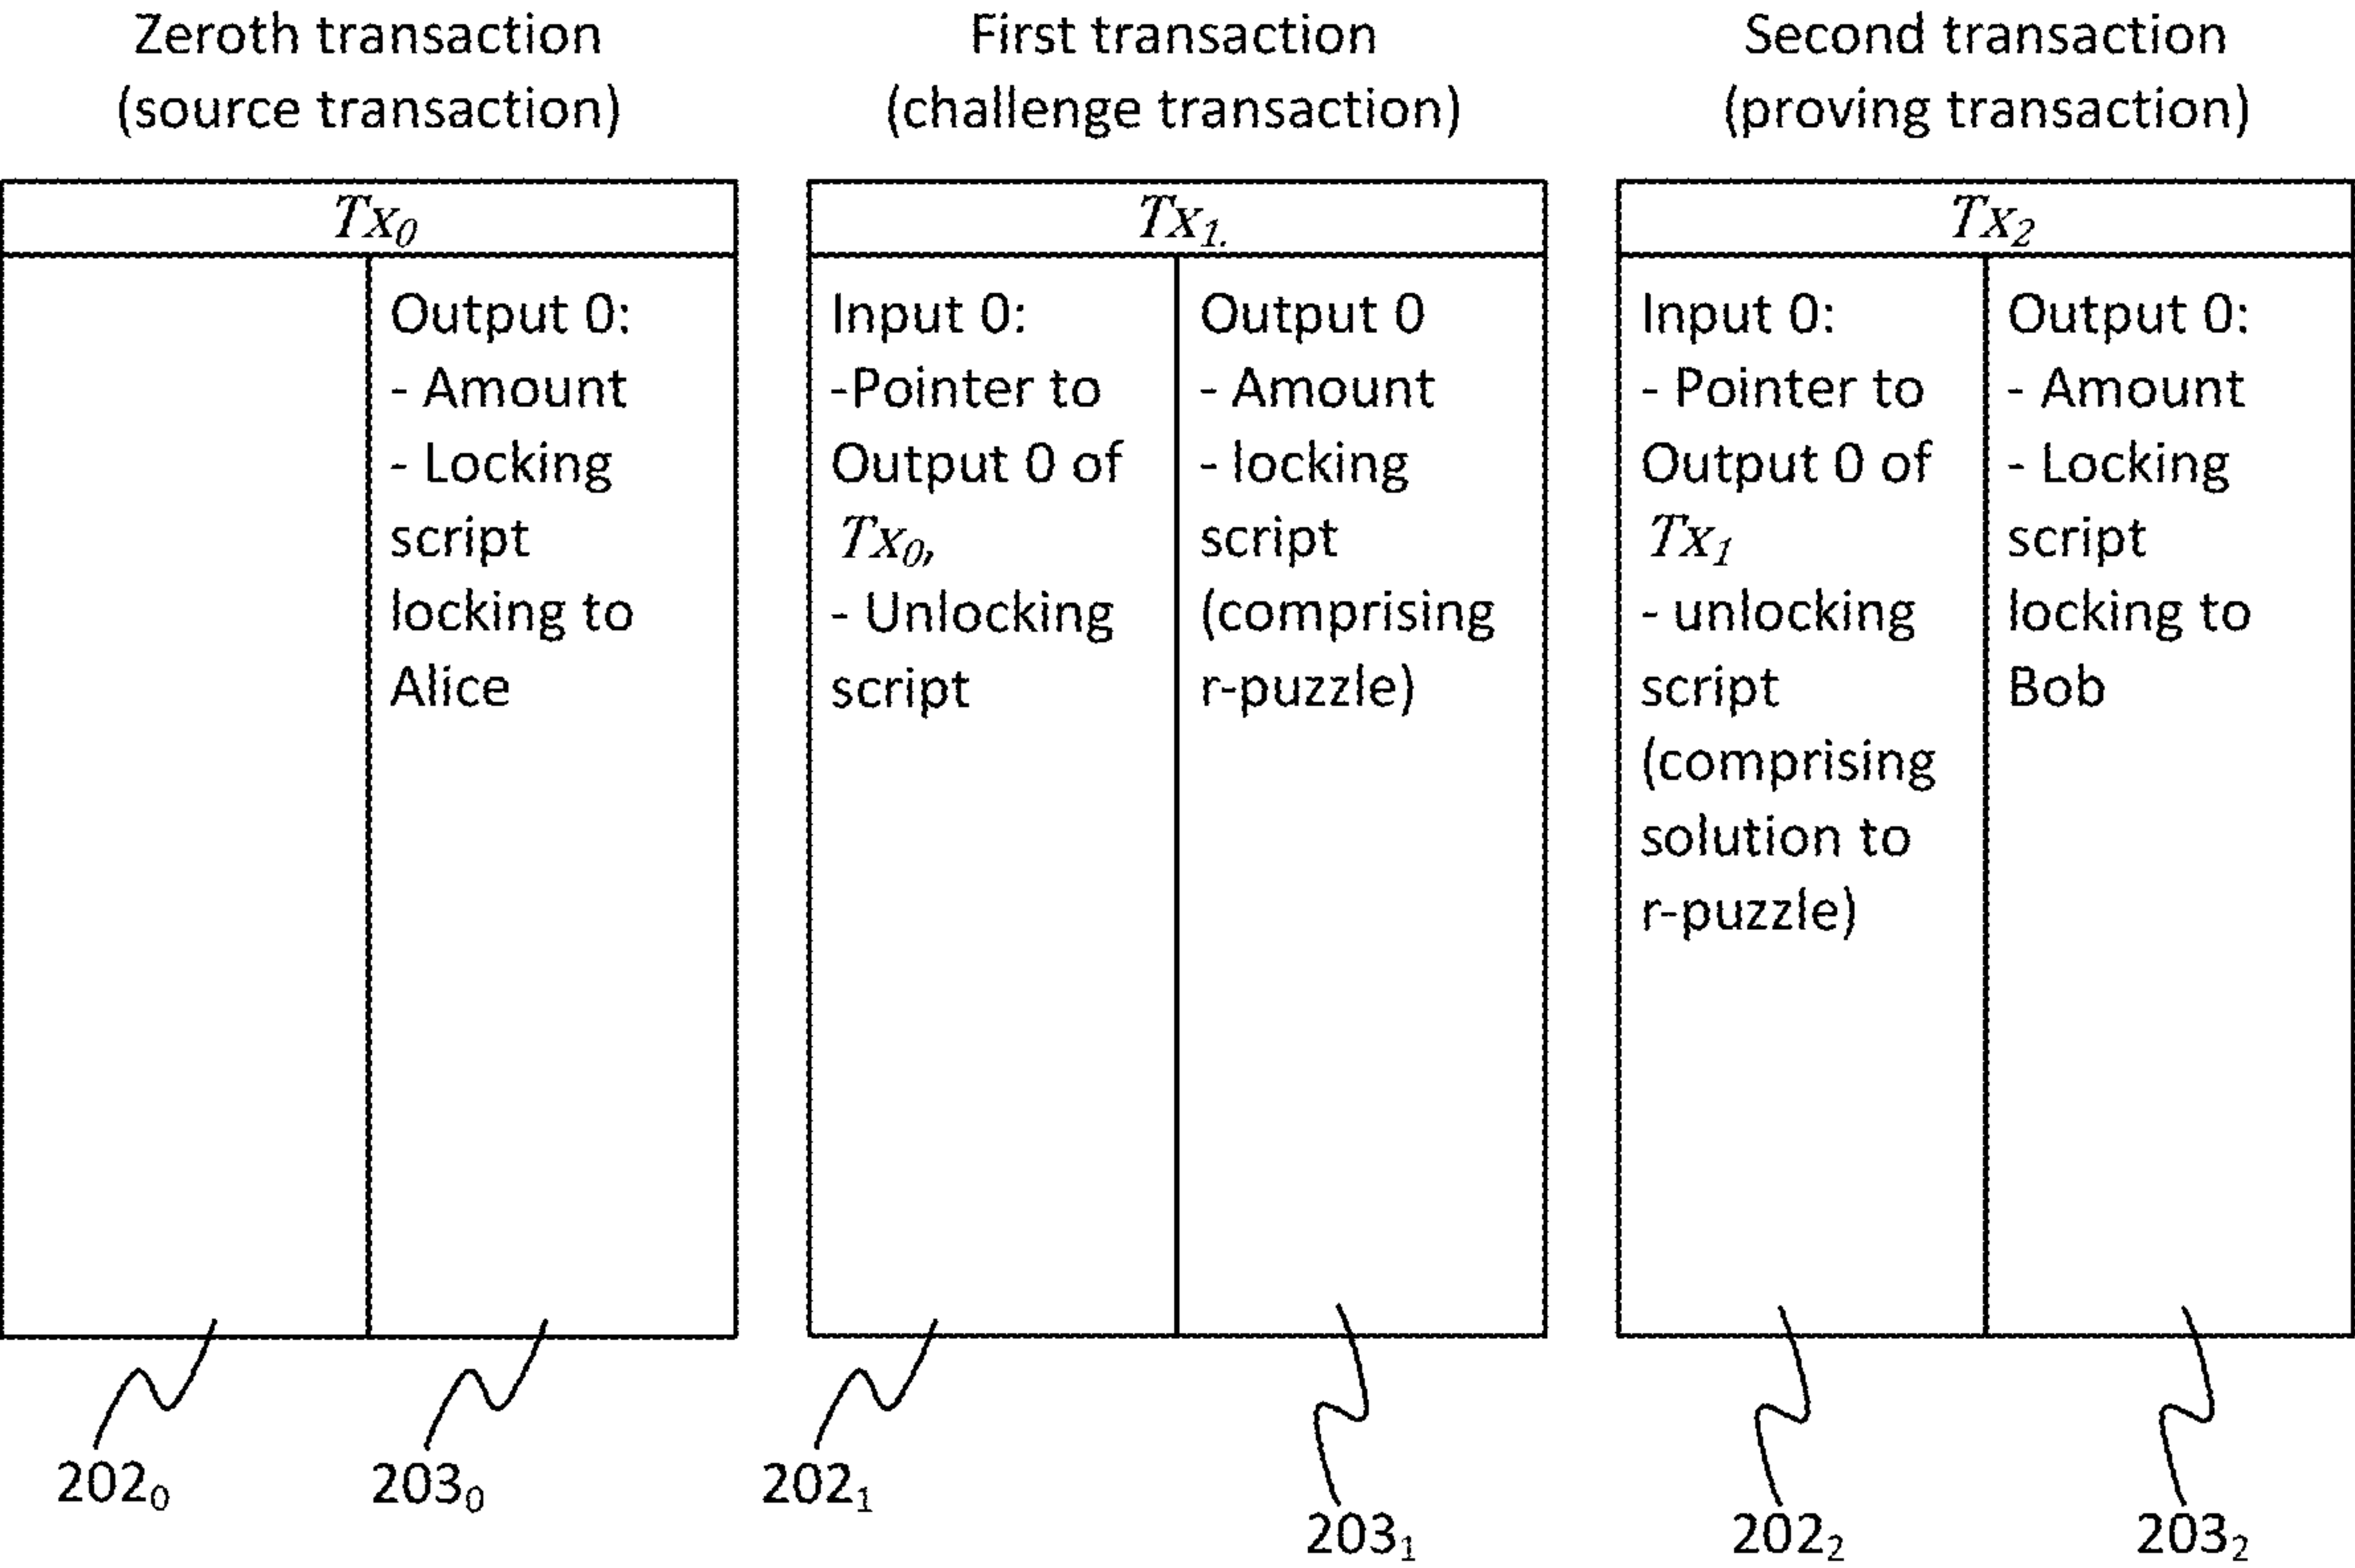 Zeroth transaction
(source transaction)
First transaction
(challenge transaction)
Second transaction
(proving transaction)
Tx0
Output 0:
- Amount
- Locking
script
locking to
Alice
Tx1.
Input 0:
-Pointer to
Output 0 of
Tx0,
- Unlocking
script
Output 0
- Amount
- locking
script
(comprising
r-puzzle)
Tx2
Input 0:
- Pointer to
Output 0 of
Tx1
- unlocking
script
(comprising
solution to
r-puzzle)
Output 0:
- Amount
- Locking
script
locking to
Bob
202₀
203₀
202₁
203₁
202₂
203₂